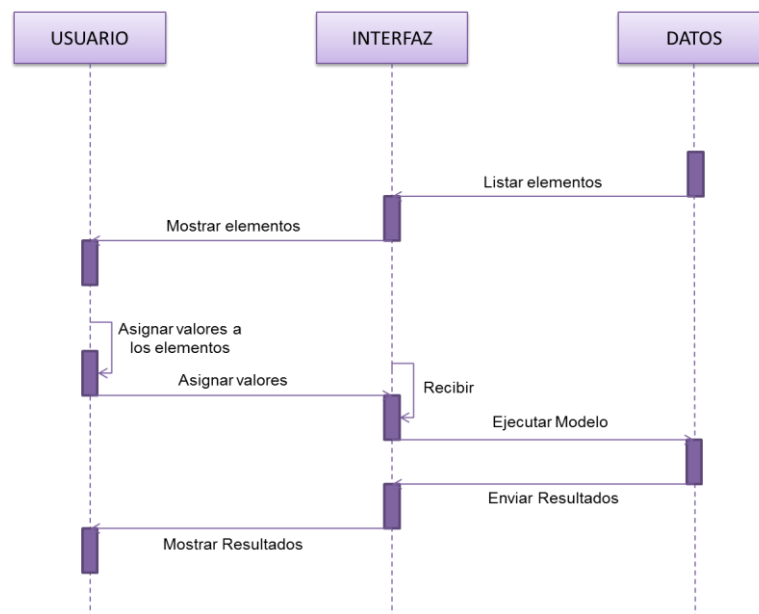 USUARIO
INTERFAZ
DATOS
Listar elementos
Mostrar elementos
Asignar valores a
los elementos
Asignar valores
Recibir
Ejecutar Modelo
Enviar Resultados
Mostrar Resultados